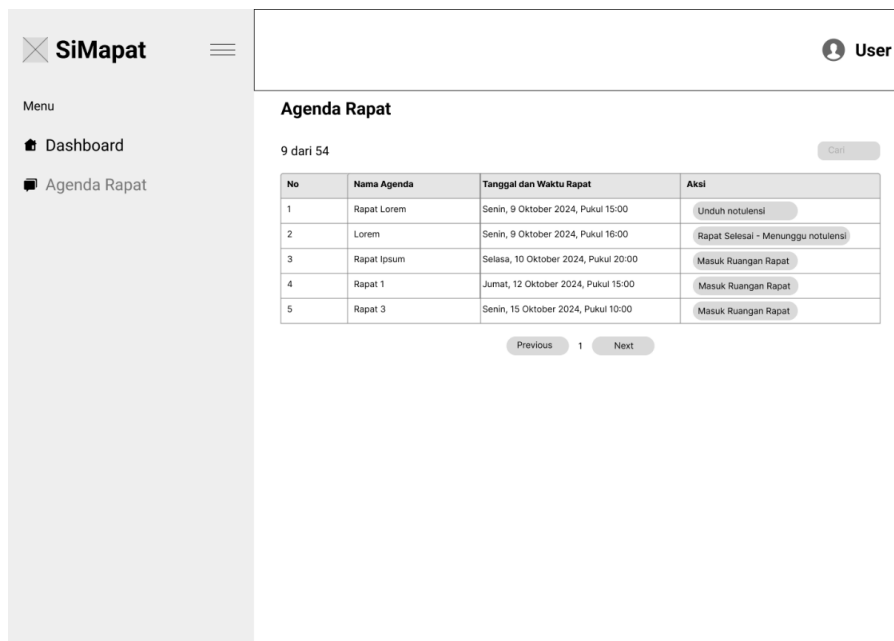 SiMapat
User
Menu
Dashboard
Agenda Rapat
Agenda Rapat
9 dari 54
Cari
No Nama Agenda Tanggal dan Waktu Rapat Aksi
1 Rapat Lorem Senin, 9 Oktober 2024, Pukul 15:00 Unduh notulensi
2 Lorem Senin, 9 Oktober 2024, Pukul 16:00 Rapat Selesai - Menunggu notulensi
3 Rapat Ipsum Selasa, 10 Oktober 2024, Pukul 20:00 Masuk Ruangan Rapat
4 Rapat 1 Jumat, 12 Oktober 2024, Pukul 15:00 Masuk Ruangan Rapat
5 Rapat 3 Senin, 15 Oktober 2024, Pukul 10:00 Masuk Ruangan Rapat
Previous 1 Next